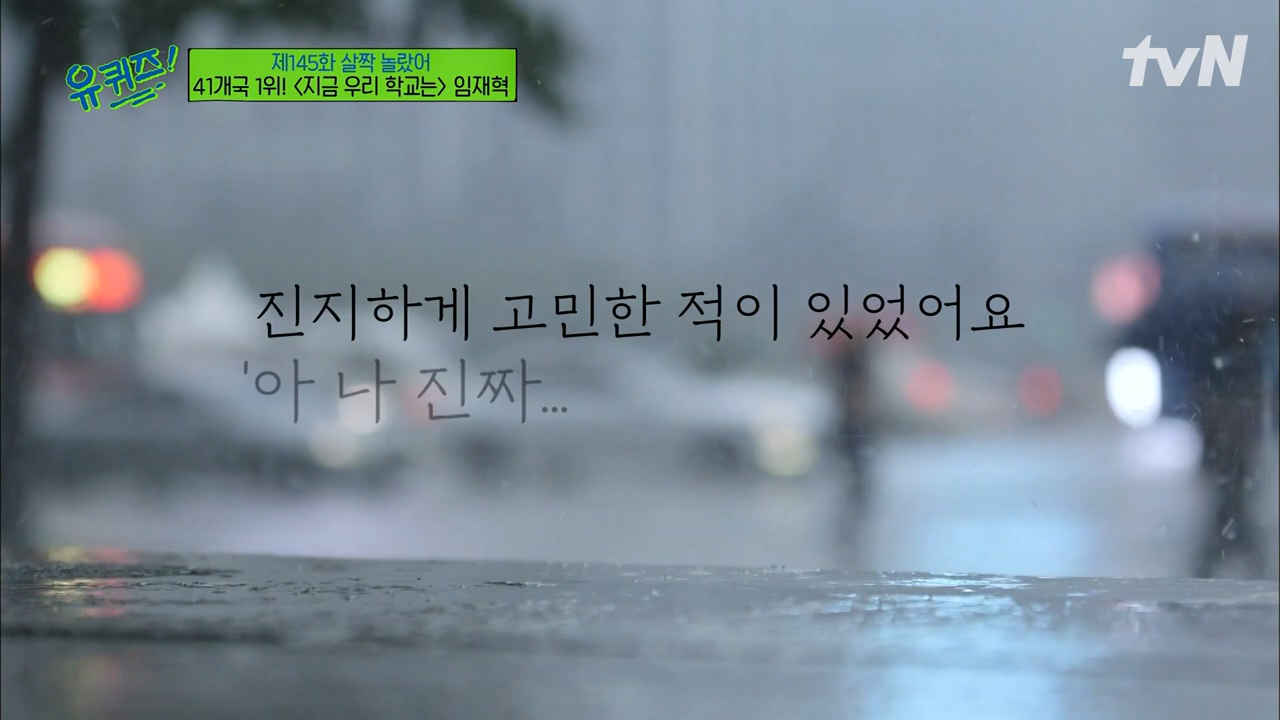 유 퀴즈!
제145화 살짝 놀랐어
41개국 1위! <지금 우리 학교는> 임재혁
tvN
진지하게 고민한 적이 있었어요
'아 나 진짜...